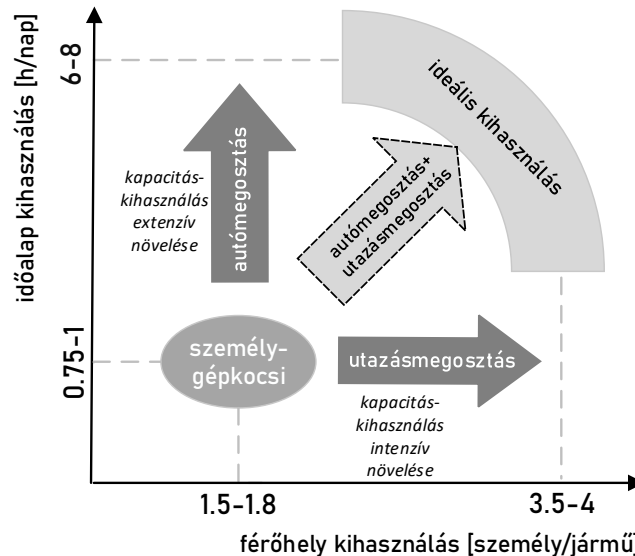 időalap kihasználás [h/nap]
6-8
0.75-1
kapacitás-
kihasználás
extenzív
növelése
autómegosztás
autómegosztás+
utazásmegosztás
ideális kihasználás
személy-
gépkocsi
utazásmegosztás
kapacitás-
kihasználás
intenzív
növelése
1.5-1.8
3.5-4
férőhely kihasználás [személy/jármű]